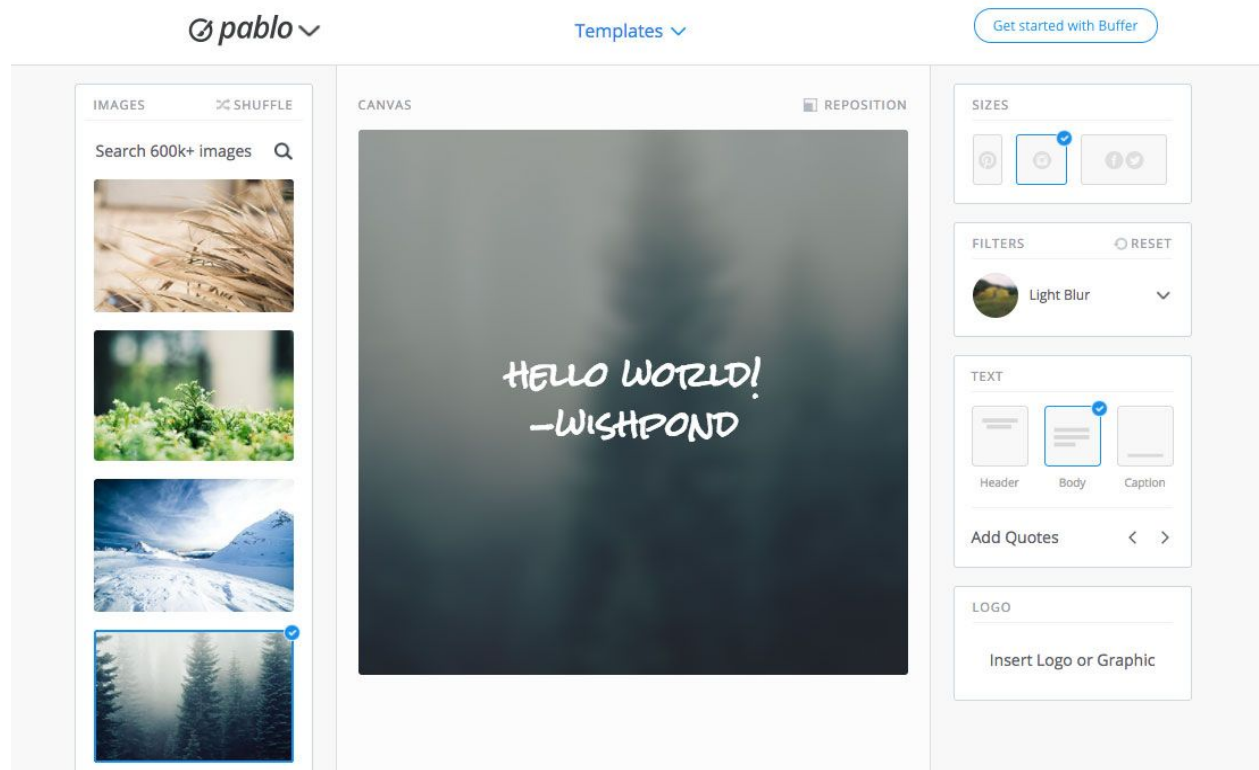 pablo
Templates
Get started with Buffer
IMAGES
SHUFFLE
Search 600k+ images
CANVAS
REPOSITION
HELLO WORLD!
–WISHPOND
SIZES
FILTERS
RESET
Light Blur
TEXT
Header
Body
Caption
Add Quotes
LOGO
Insert Logo or Graphic